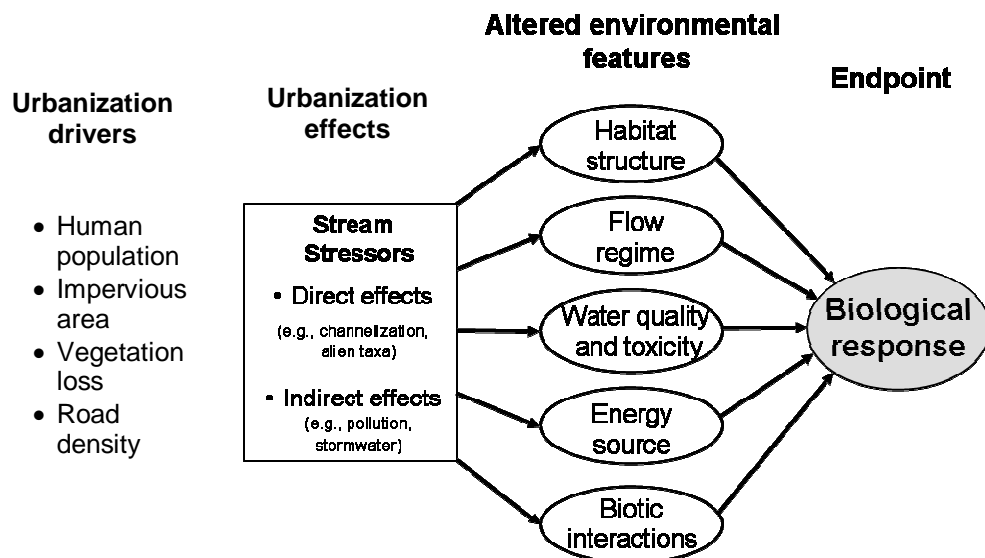 Urbanization
drivers
• Human
population
• Impervious
area
• Vegetation
loss
• Road
density
Urbanization
effects
Stream
Stressors
• Direct effects
(e.g., channelization,
alien taxa)
• Indirect effects
(e.g., pollution,
stormwater)
Altered environmental
features
Habitat
structure
Flow
regime
Water quality
and toxicity
Energy
source
Biotic
interactions
Endpoint
Biological
response